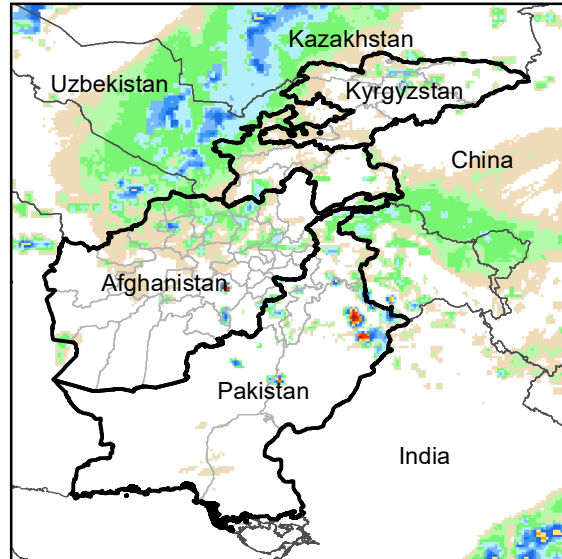 Kazakhstan
Uzbekistan
Kyrgyzstan
China
Afghanistan
Pakistan
India